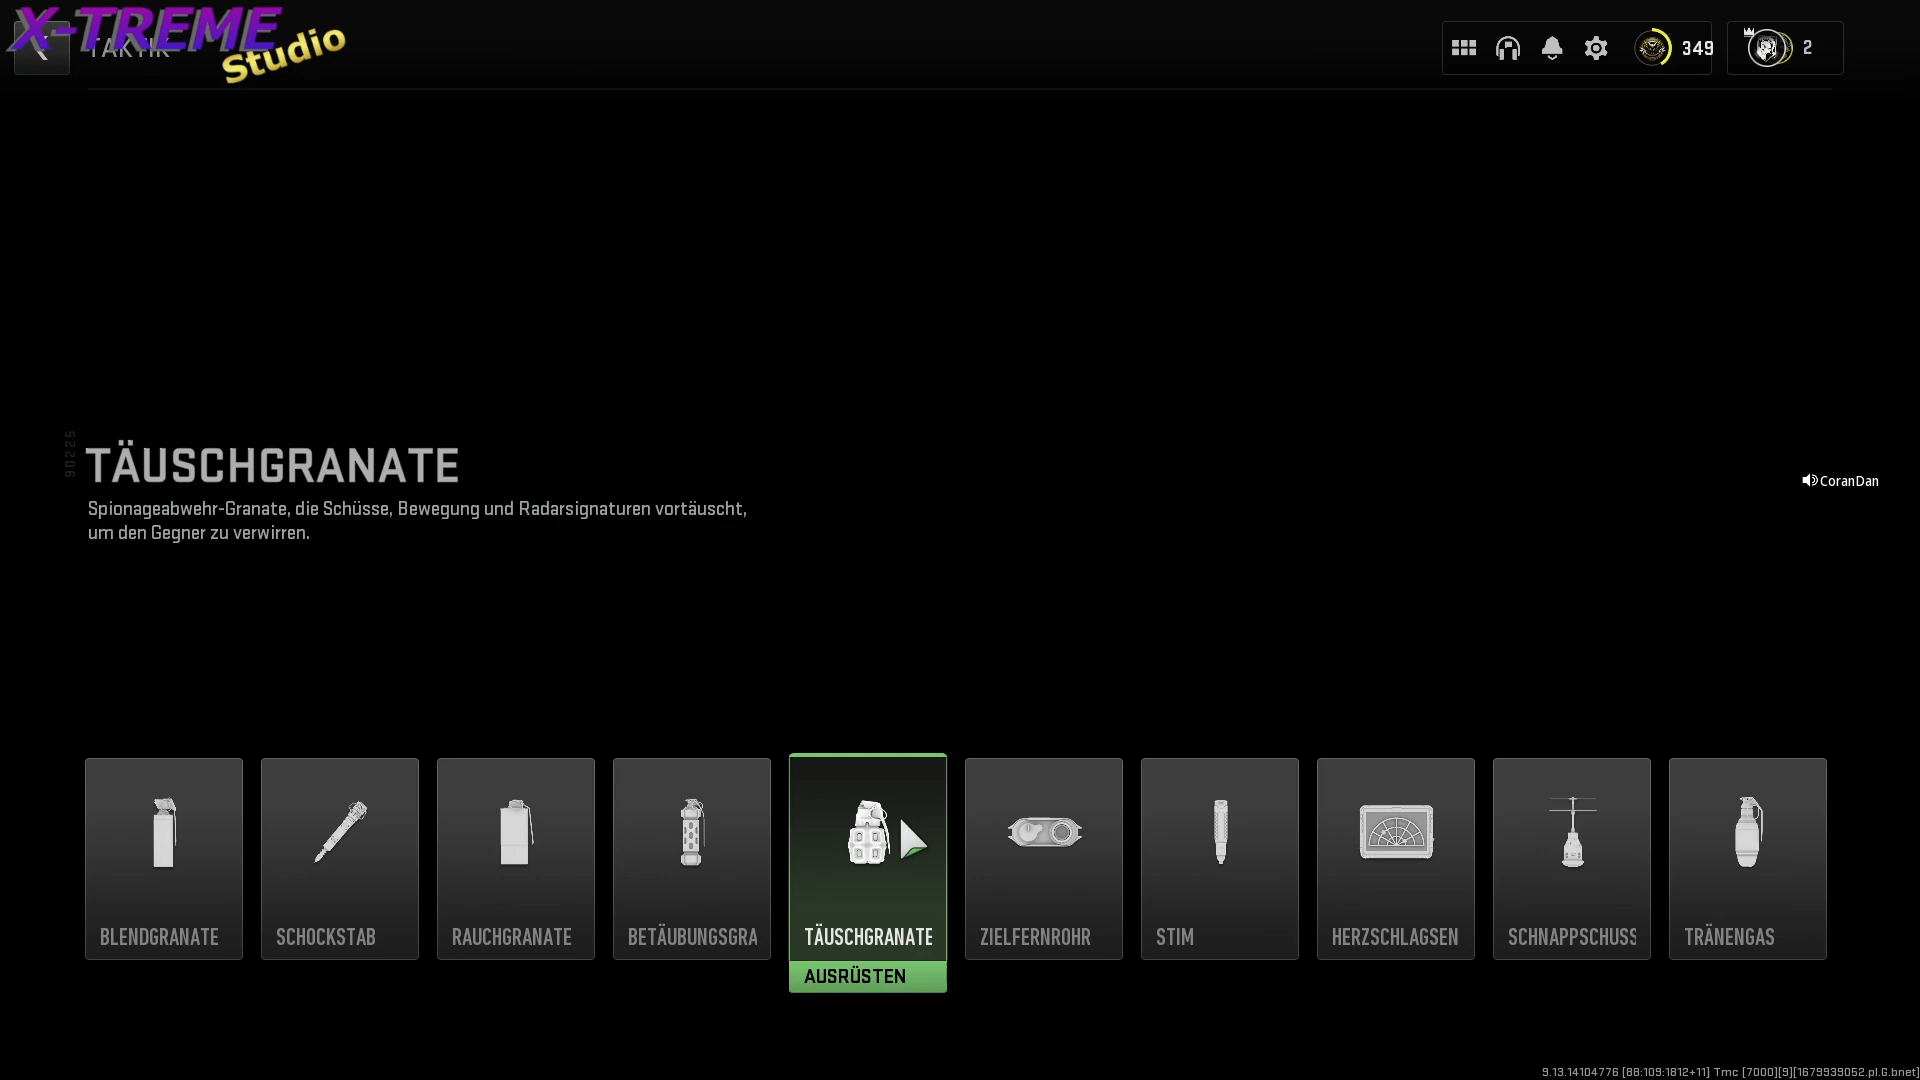 X-TREME
Studio
TAKTIK
349
2
90225
TÄUSCHGRANATE
Spionageabwehr-Granate, die Schüsse, Bewegung und Radarsignaturen vortäuscht,
um den Gegner zu verwirren.
CoranDan
BLENDGRANATE
SCHOCKSTAB
RAUCHGRANATE
BETÄUBUNGSGRA
TÄUSCHGRANATE
ZIELFERNROHR
STIM
HERZSCHLAGSEN
SCHNAPPSCHUSS
TRÄNENGAS
AUSRÜSTEN
9.13.14104776 [88:109:1812+11] Tmc [7000][9][1679939052.pl.G.bnet]